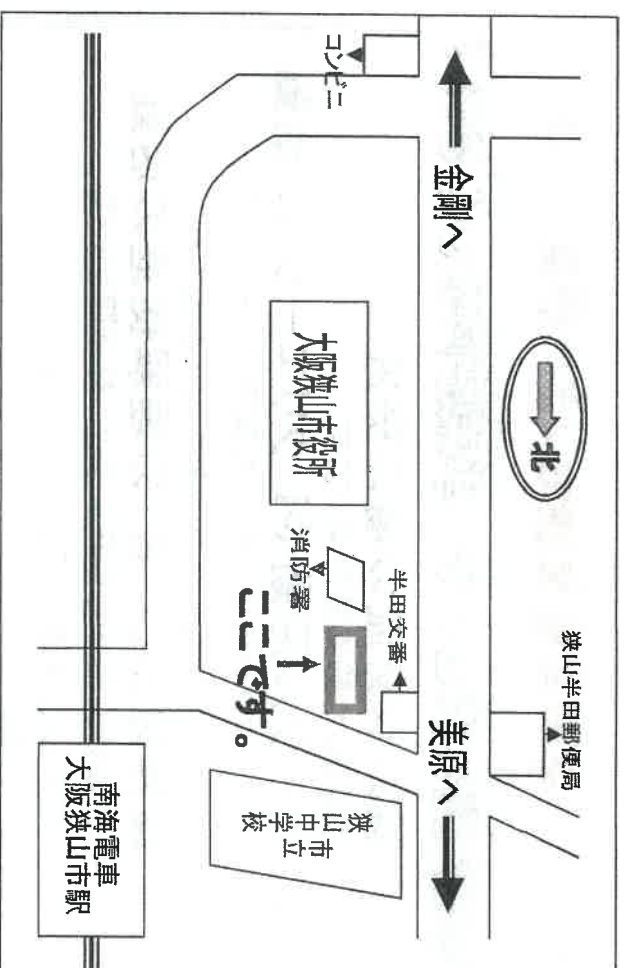 コンビニ
金剛へ
北
大阪狭山市役所
消防署
半田交番
狭山半田郵便局
ここです。
美原へ
市立
狭山中学校
南海電車
大阪狭山市駅